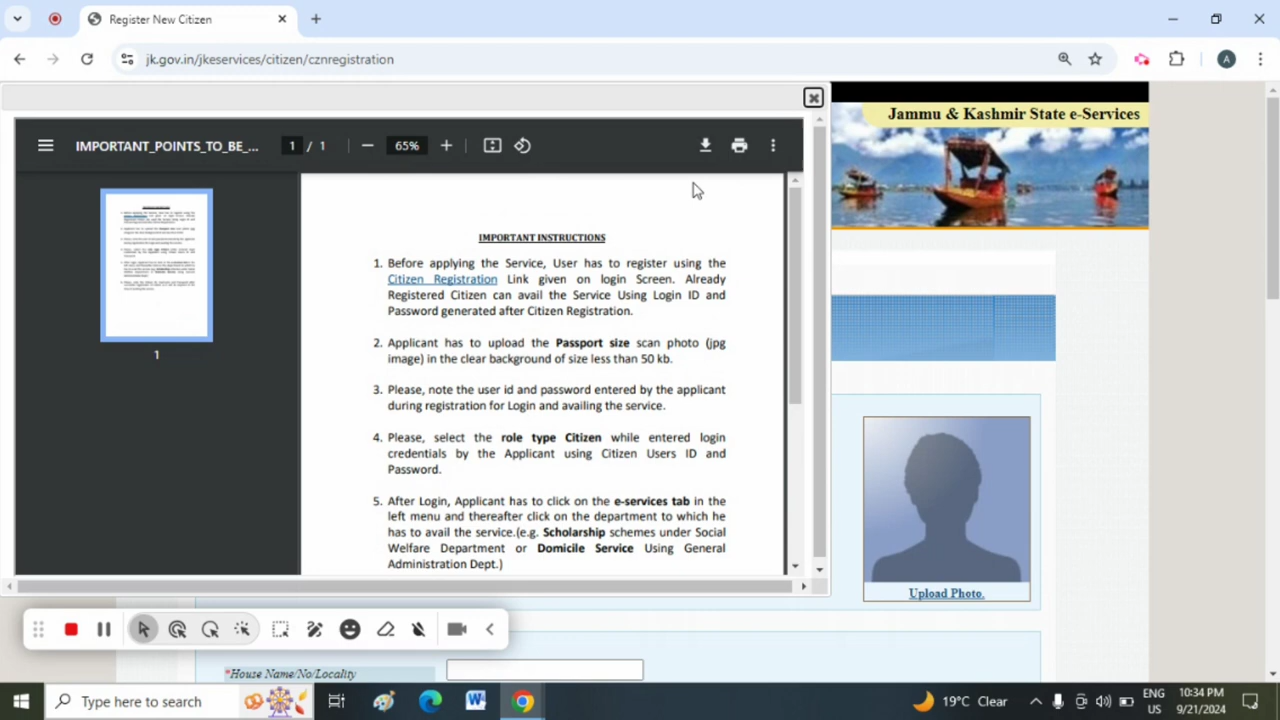 Register New Citizen
jk.gov.in/jkeservices/citizen/cznregistration
A
Jammu & Kashmir State e-Services
IMPORTANT_POINTS_TO_BE_...
1 / 1
65%
IMPORTANT INSTRUCTIONS
1. Before applying the Service, User has to register using the
Citizen Registration Link given on login Screen. Already
Registered Citizen can avail the Service Using Login ID and
Password generated after Citizen Registration.
2. Applicant has to upload the Passport size scan photo (jpg
image) in the clear background of size less than 50 kb.
3. Please, note the user id and password entered by the applicant
during registration for Login and availing the service.
4. Please, select the role type Citizen while entered login
credentials by the Applicant using Citizen Users ID and
Password.
5. After Login, Applicant has to click on the e-services tab in the
left menu and thereafter click on the department to which he
has to avail the service.(e.g. Scholarship schemes under Social
Welfare Department or Domicile Service Using General
Administration Dept.)
1
Upload Photo.
*House Name/No/Locality
Type here to search
19°C Clear
ENG
US
10:34 PM
9/21/2024